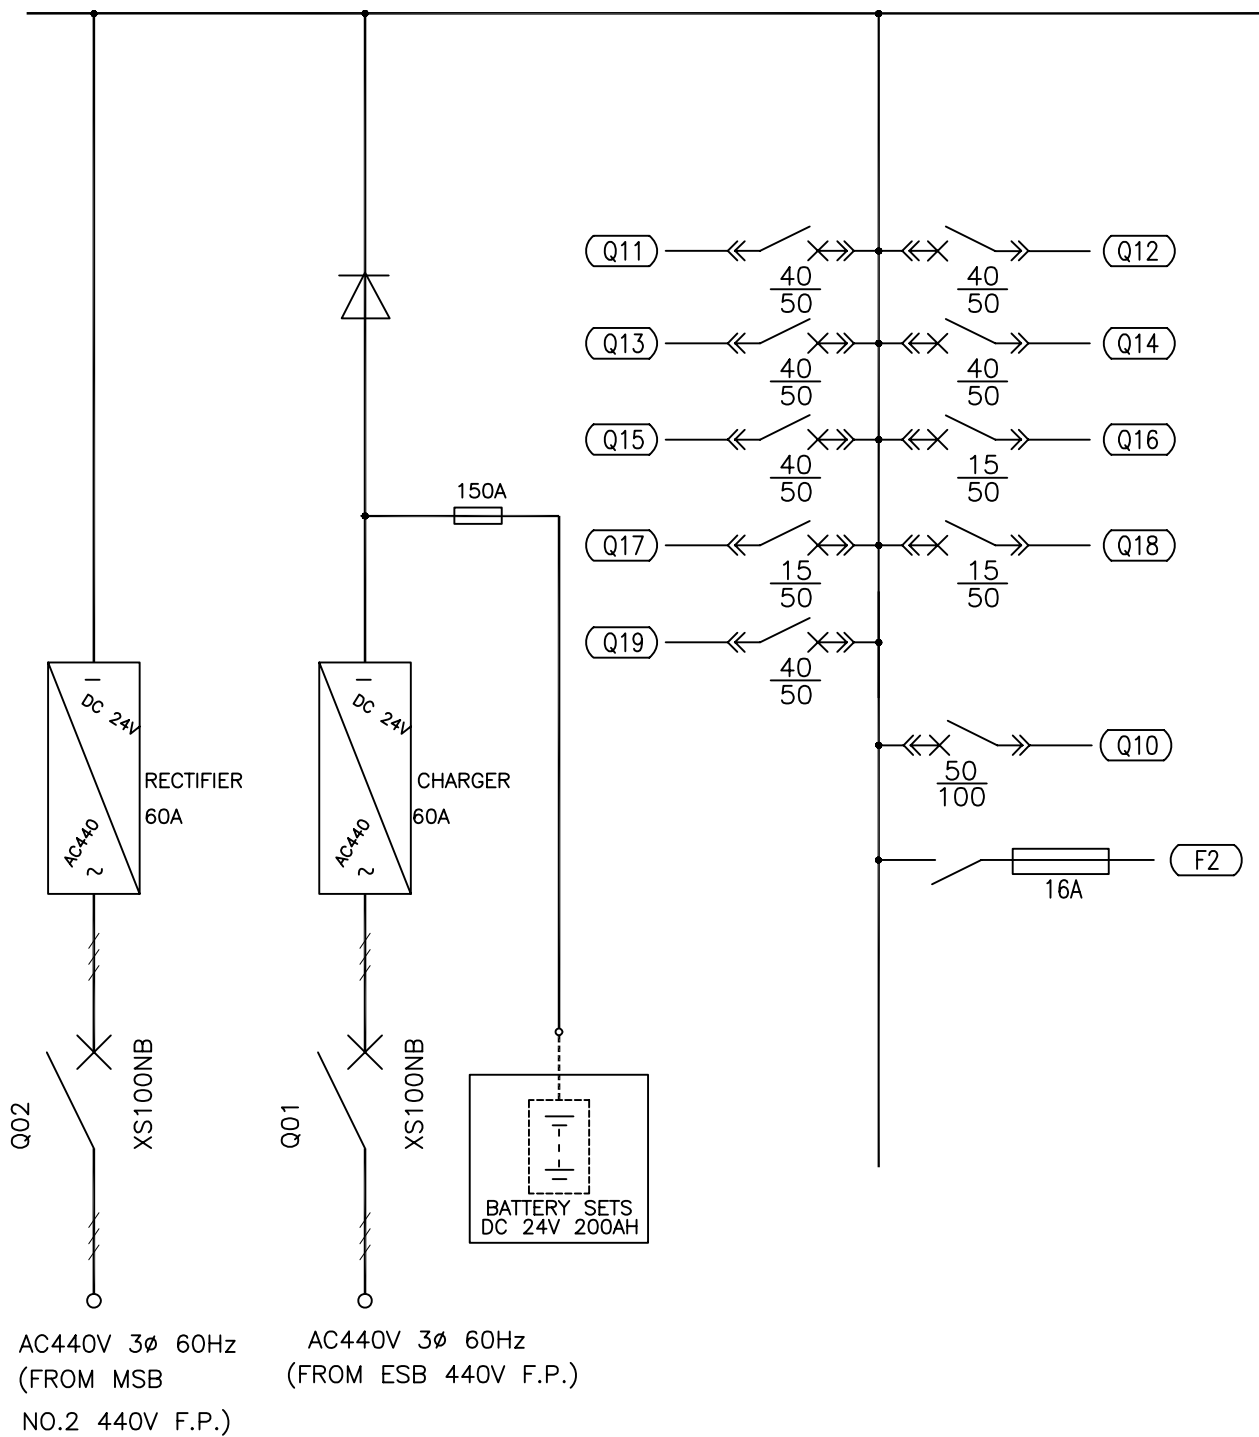 Q11
40
50
40
50
Q12
Q13
40
50
40
50
Q14
Q15
40
50
15
50
Q16
150A
Q17
15
50
15
50
Q18
Q19
40
50
DC 24V
RECTIFIER
60A
AC440
~
DC 24V
CHARGER
60A
AC440
~
50
100
Q10
16A
F2
Q02
XS100NB
Q01
XS100NB
BATTERY SETS
DC 24V 200AH
AC440V 3ø 60Hz
(FROM MSB
NO.2 440V F.P.)
AC440V 3ø 60Hz
(FROM ESB 440V F.P.)